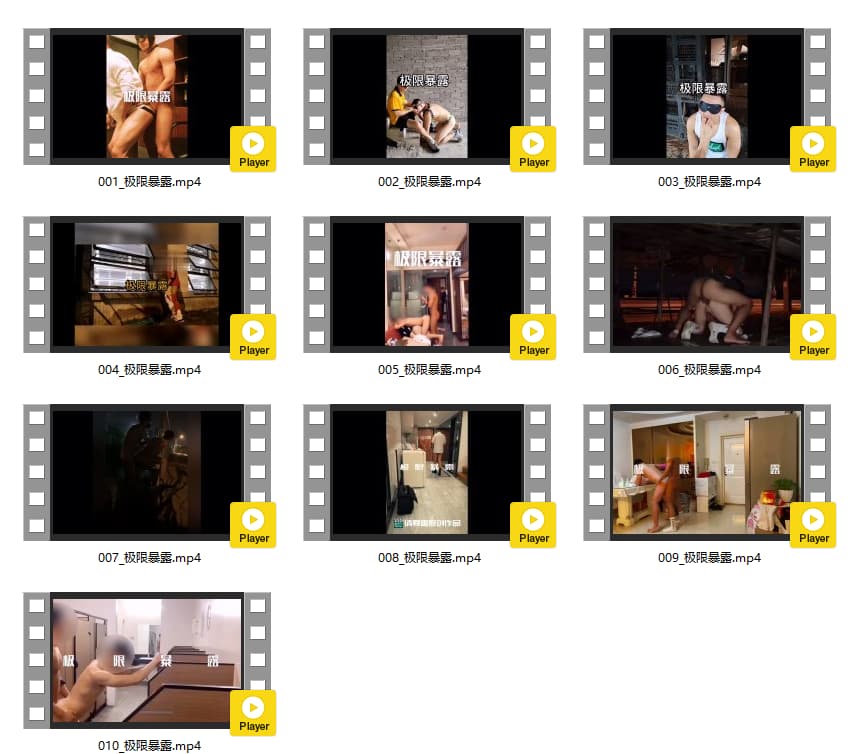 极限暴露
Player
001_极限暴露.mp4
极限暴露
Player
002_极限暴露.mp4
极限暴露
Player
003_极限暴露.mp4
极限暴露
Player
004_极限暴露.mp4
极限暴露
Player
005_极限暴露.mp4
Player
006_极限暴露.mp4
Player
007_极限暴露.mp4
极 限 暴 露
Player
008_极限暴露.mp4
极 限 暴 露
Player
009_极限暴露.mp4
极 限 暴 露
Player
010_极限暴露.mp4